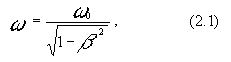 ω = ω₀ / √(1 − β²) , (2.1)